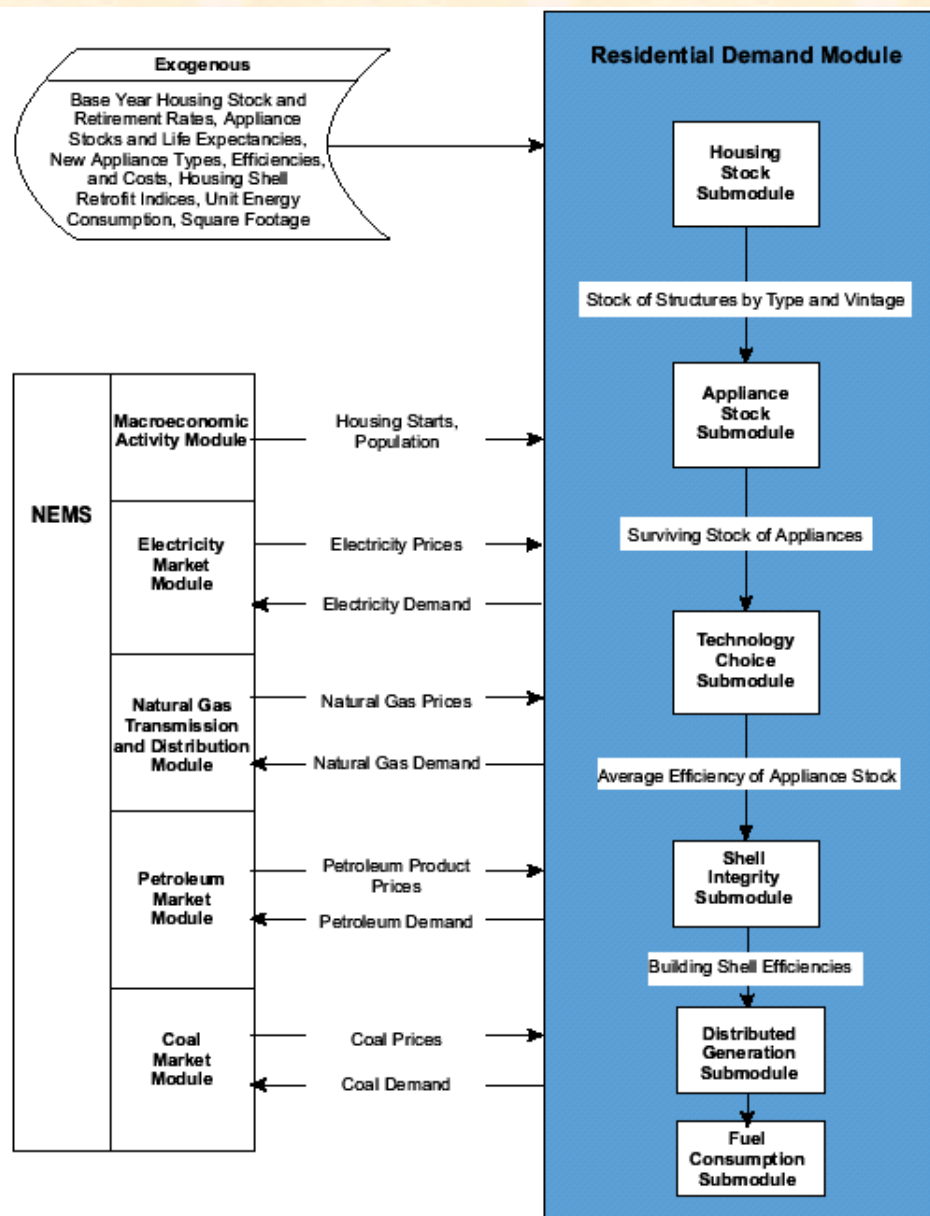 Exogenous
Base Year Housing Stock and
Retirement Rates, Appliance
Stocks and Life Expectancies,
New Appliance Types, Efficiencies,
and Costs, Housing Shell
Retrofit Indices, Unit Energy
Consumption, Square Footage
Residential Demand Module
Housing
Stock
Submodule
Stock of Structures by Type and Vintage
Appliance
Stock
Submodule
Surviving Stock of Appliances
Technology
Choice
Submodule
Average Efficiency of Appliance Stock
Shell
Integrity
Submodule
Building Shell Efficiencies
Distributed
Generation
Submodule
Fuel
Consumption
Submodule
NEMS
Macroeconomic
Activity Module
Housing Starts,
Population
Electricity
Market
Module
Electricity Prices
Electricity Demand
Natural Gas
Transmission
and Distribution
Module
Natural Gas Prices
Natural Gas Demand
Petroleum
Market
Module
Petroleum Product
Prices
Petroleum Demand
Coal
Market
Module
Coal Prices
Coal Demand